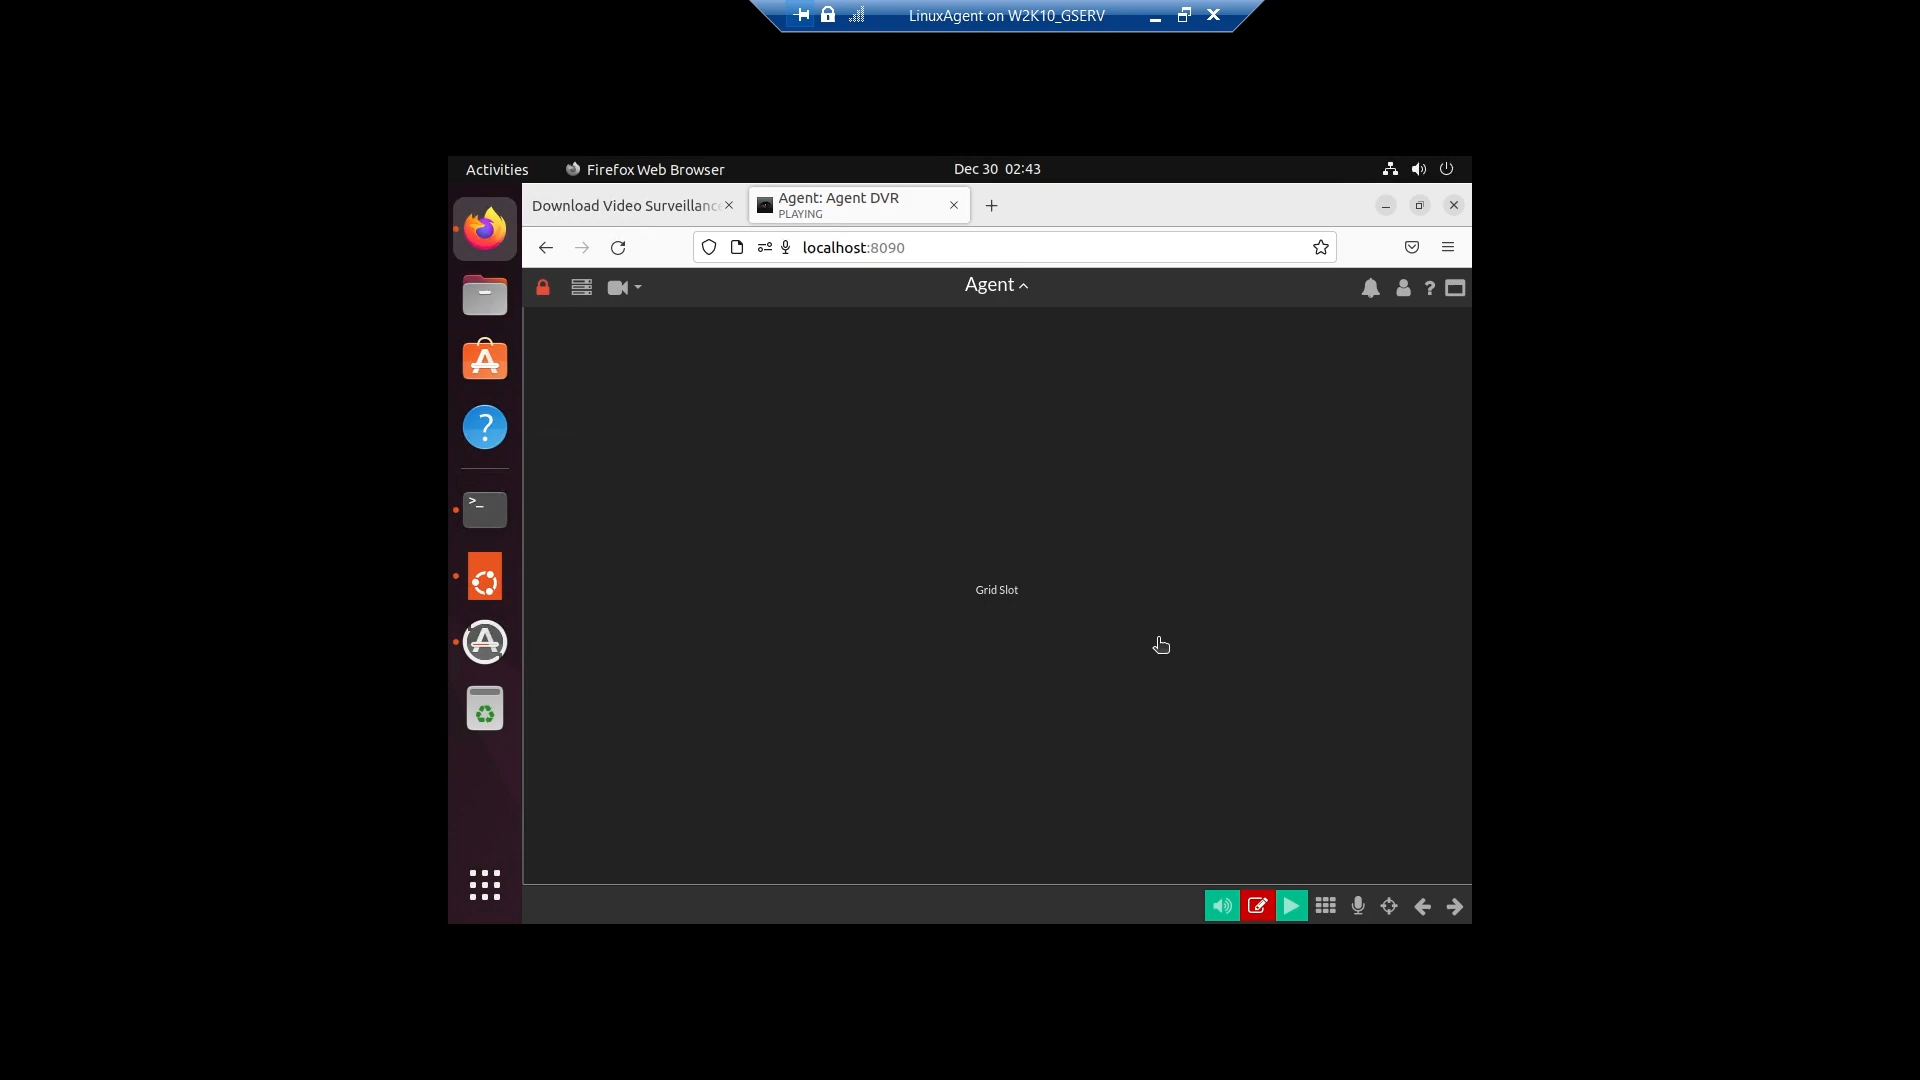 LinuxAgent on W2K10_GSERV
Activities
Firefox Web Browser
Dec 30 02:43
Download Video Surveillanc
Agent: Agent DVR
PLAYING
localhost:8090
Agent
?
?
>_
Grid Slot